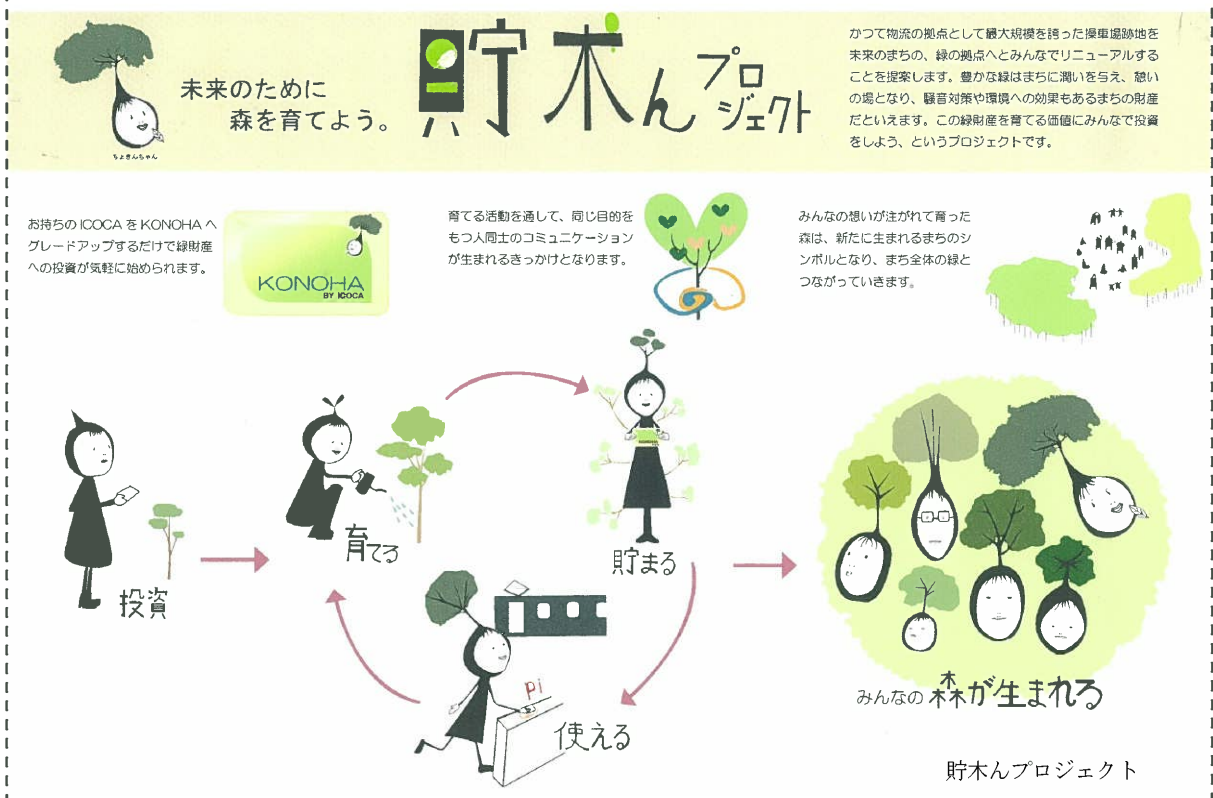 未来のために
森を育てよう。
ちょきんちゃん
貯木んプロジェクト
かつて物流の拠点として最大規模を誇った操車場跡地を
未来のまちの、緑の拠点へとみんなでリニューアルする
ことを提案します。豊かな緑はまちに潤いを与え、憩い
の場となり、騒音対策や環境への効果もあるまちの財産
だといえます。この緑財産を育てる価値にみんなで投資
をしよう、というプロジェクトです。
お持ちの ICOCA を KONOHA へ
グレードアップするだけで緑財産
への投資が気軽に始められます。
KONOHA
BY ICOCA
育てる活動を通して、同じ目的を
もつ人同士のコミュニケーション
が生まれるきっかけとなります。
みんなの想いが注がれて育った
森は、新たに生まれるまちのシ
ンボルとなり、まち全体の緑と
つながっていきます。
投資
育てる
貯まる
pi
使える
みんなの森が生まれる
貯木んプロジェクト